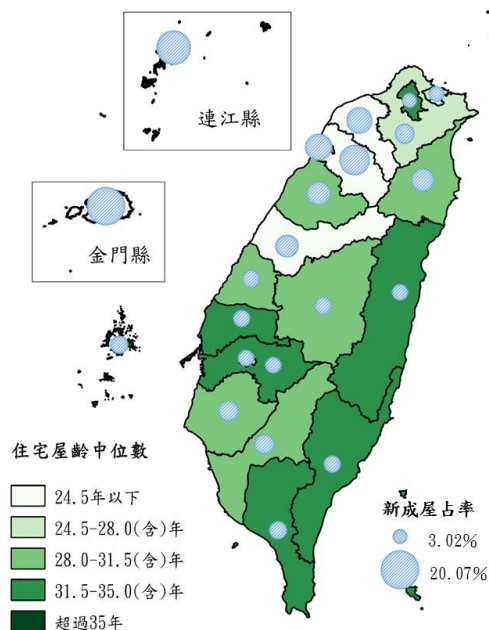 連江縣
金門縣
住宅屋齡中位數
24.5年以下
24.5-28.0(含)年
28.0-31.5(含)年
31.5-35.0(含)年
超過35年
新成屋占率
3.02%
20.07%